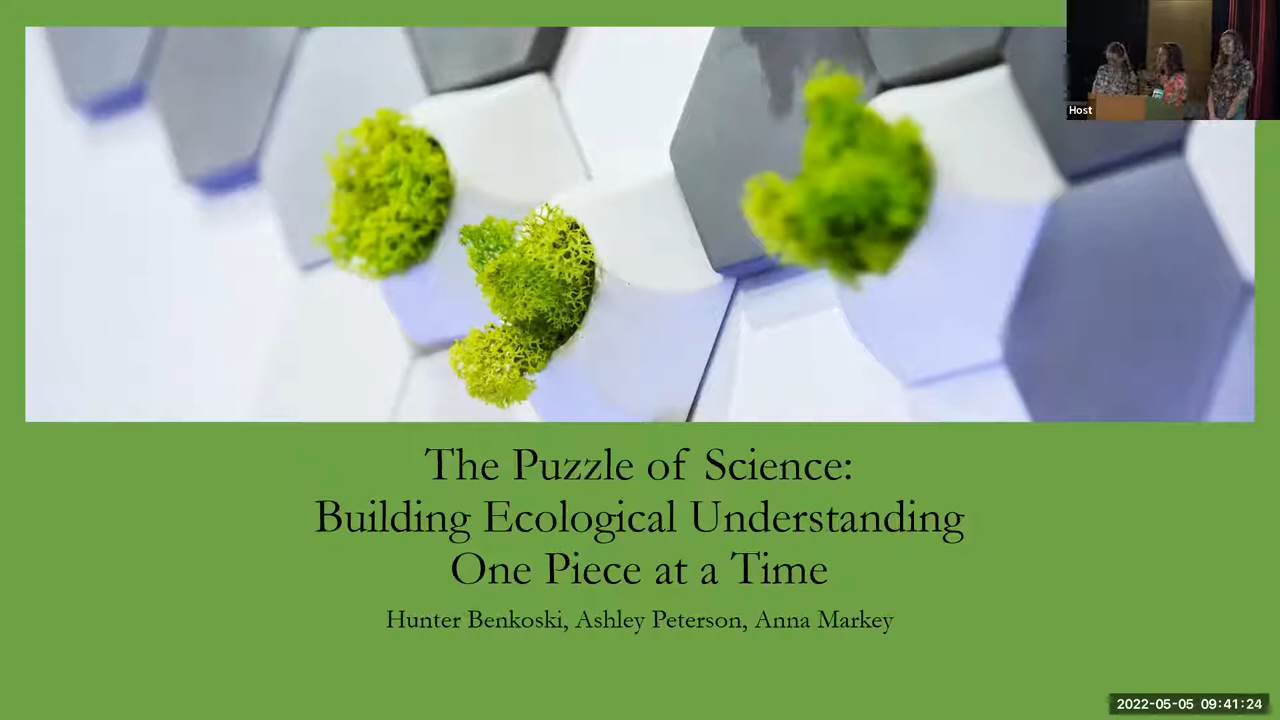 Host
The Puzzle of Science:
Building Ecological Understanding
One Piece at a Time
Hunter Benkoski, Ashley Peterson, Anna Markey
2022-05-05 09:41:24